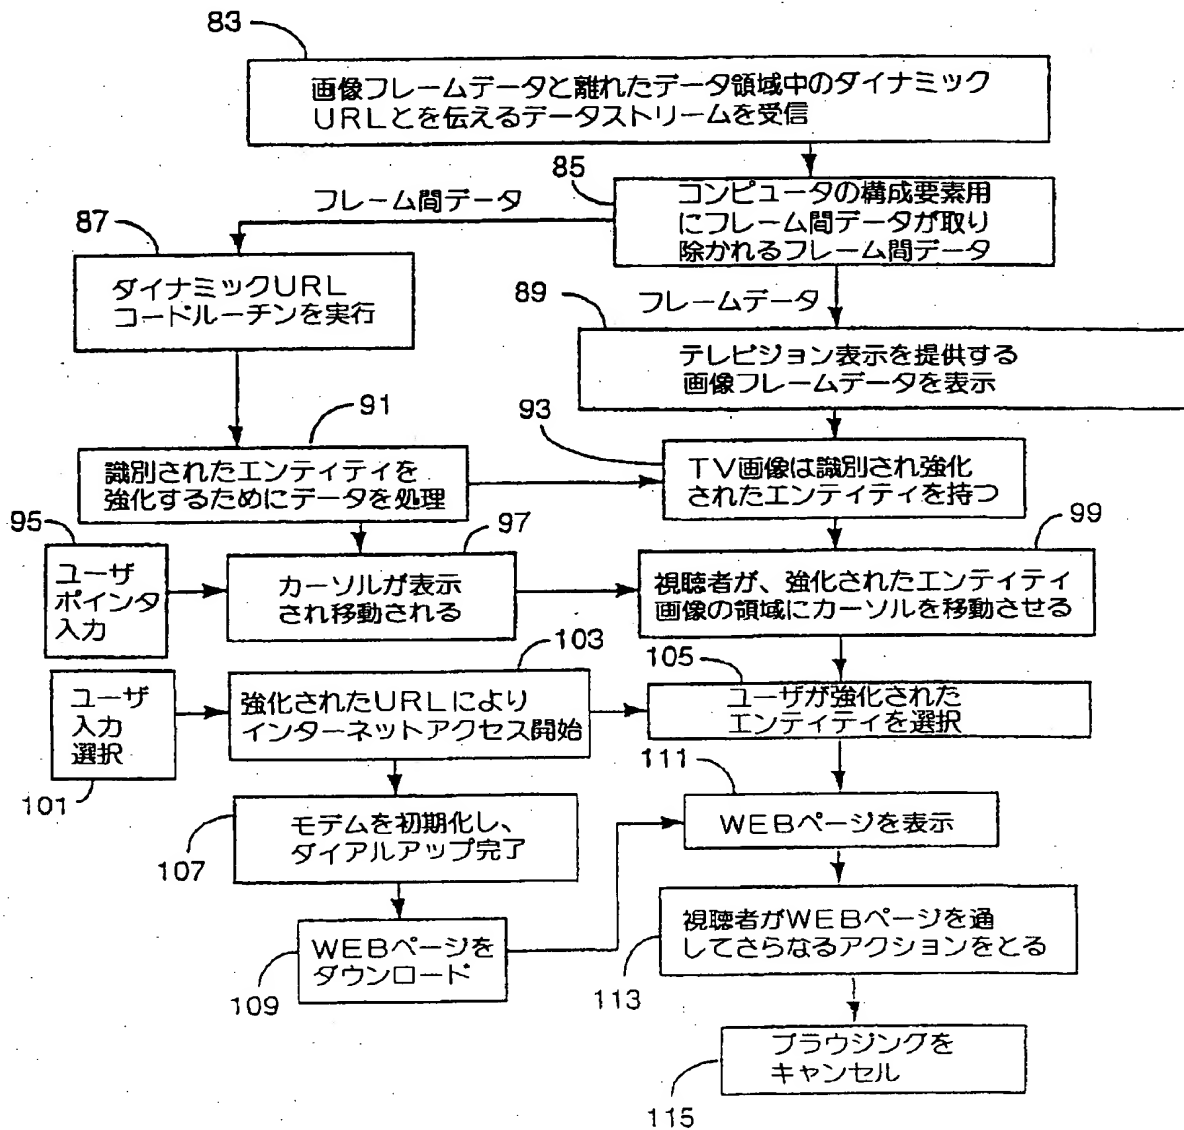 83
画像フレームデータと離れたデータ領域中のダイナミック
URLとを伝えるデータストリームを受信
85
コンピュータの構成要素用
にフレーム間データが取り
除かれるフレーム間データ
フレーム間データ
87
ダイナミックURL
コードルーチンを実行
フレームデータ
89
テレビジョン表示を提供する
画像フレームデータを表示
91
識別されたエンティティを
強化するためにデータを処理
93
TV画像は識別され強化
されたエンティティを持つ
95
ユーザ
ポインタ
入力
97
カーソルが表示
され移動される
99
視聴者が、強化されたエンティティ
画像の領域にカーソルを移動させる
101
ユーザ
入力
選択
103
強化されたURLにより
インターネットアクセス開始
105
ユーザが強化された
エンティティを選択
107
モデムを初期化し、
ダイアルアップ完了
109
WEBページを
ダウンロード
111
WEBページを表示
113
視聴者がWEBページを通
してさらなるアクションをとる
115
ブラウジングを
キャンセル